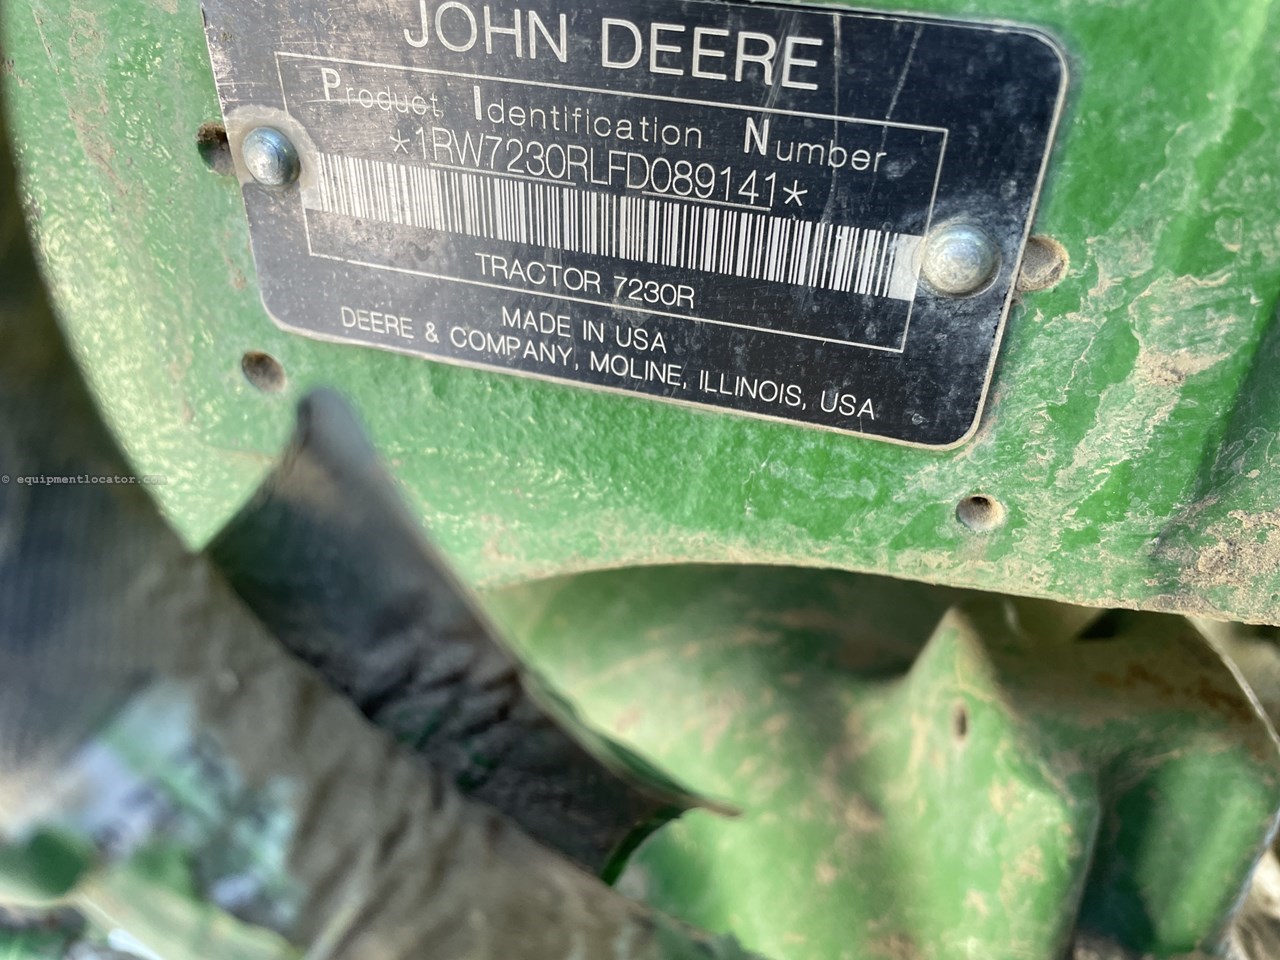 JOHN DEERE
Product Identification Number
*1RW7230RLFD089141*
TRACTOR 7230R
MADE IN USA
DEERE & COMPANY, MOLINE, ILLINOIS, USA
© equipmentlocator.com